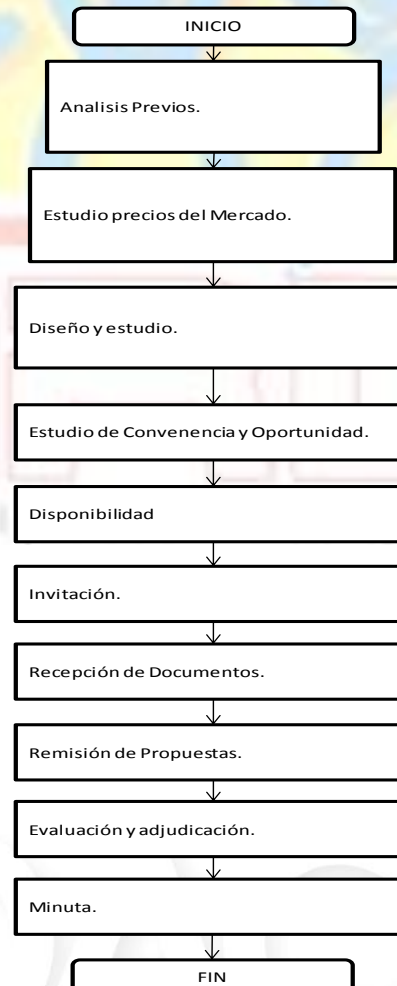 INICIO
Analisis Previos.
Estudio precios del Mercado.
Diseño y estudio.
Estudio de Convenencia y Oportunidad.
Disponibilidad
Invitación.
Recepción de Documentos.
Remisión de Propuestas.
Evaluación y adjudicación.
Minuta.
FIN